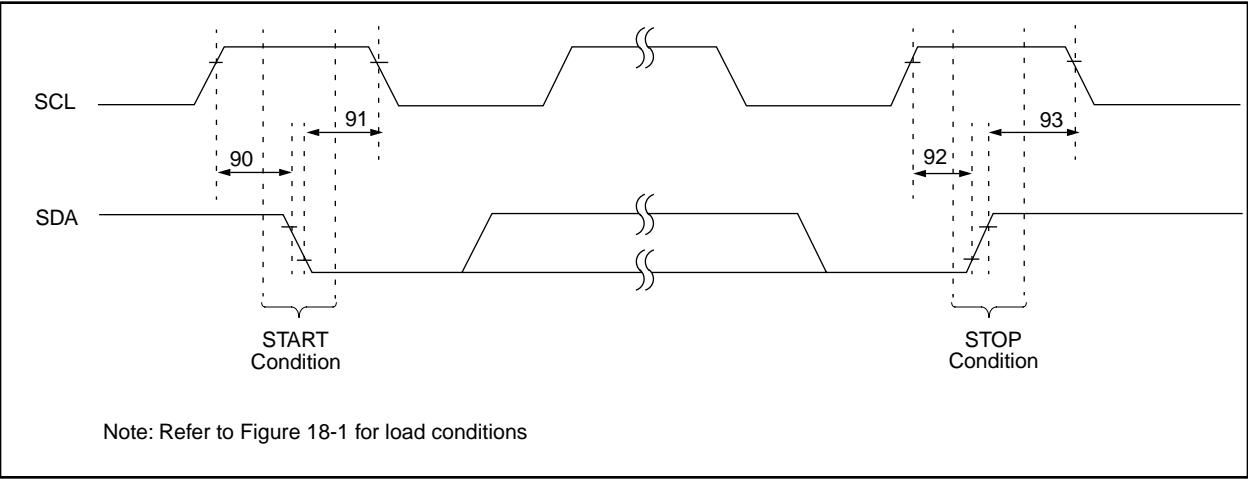 SCL
91
93
90
92
SDA
START
Condition
STOP
Condition
Note: Refer to Figure 18-1 for load conditions